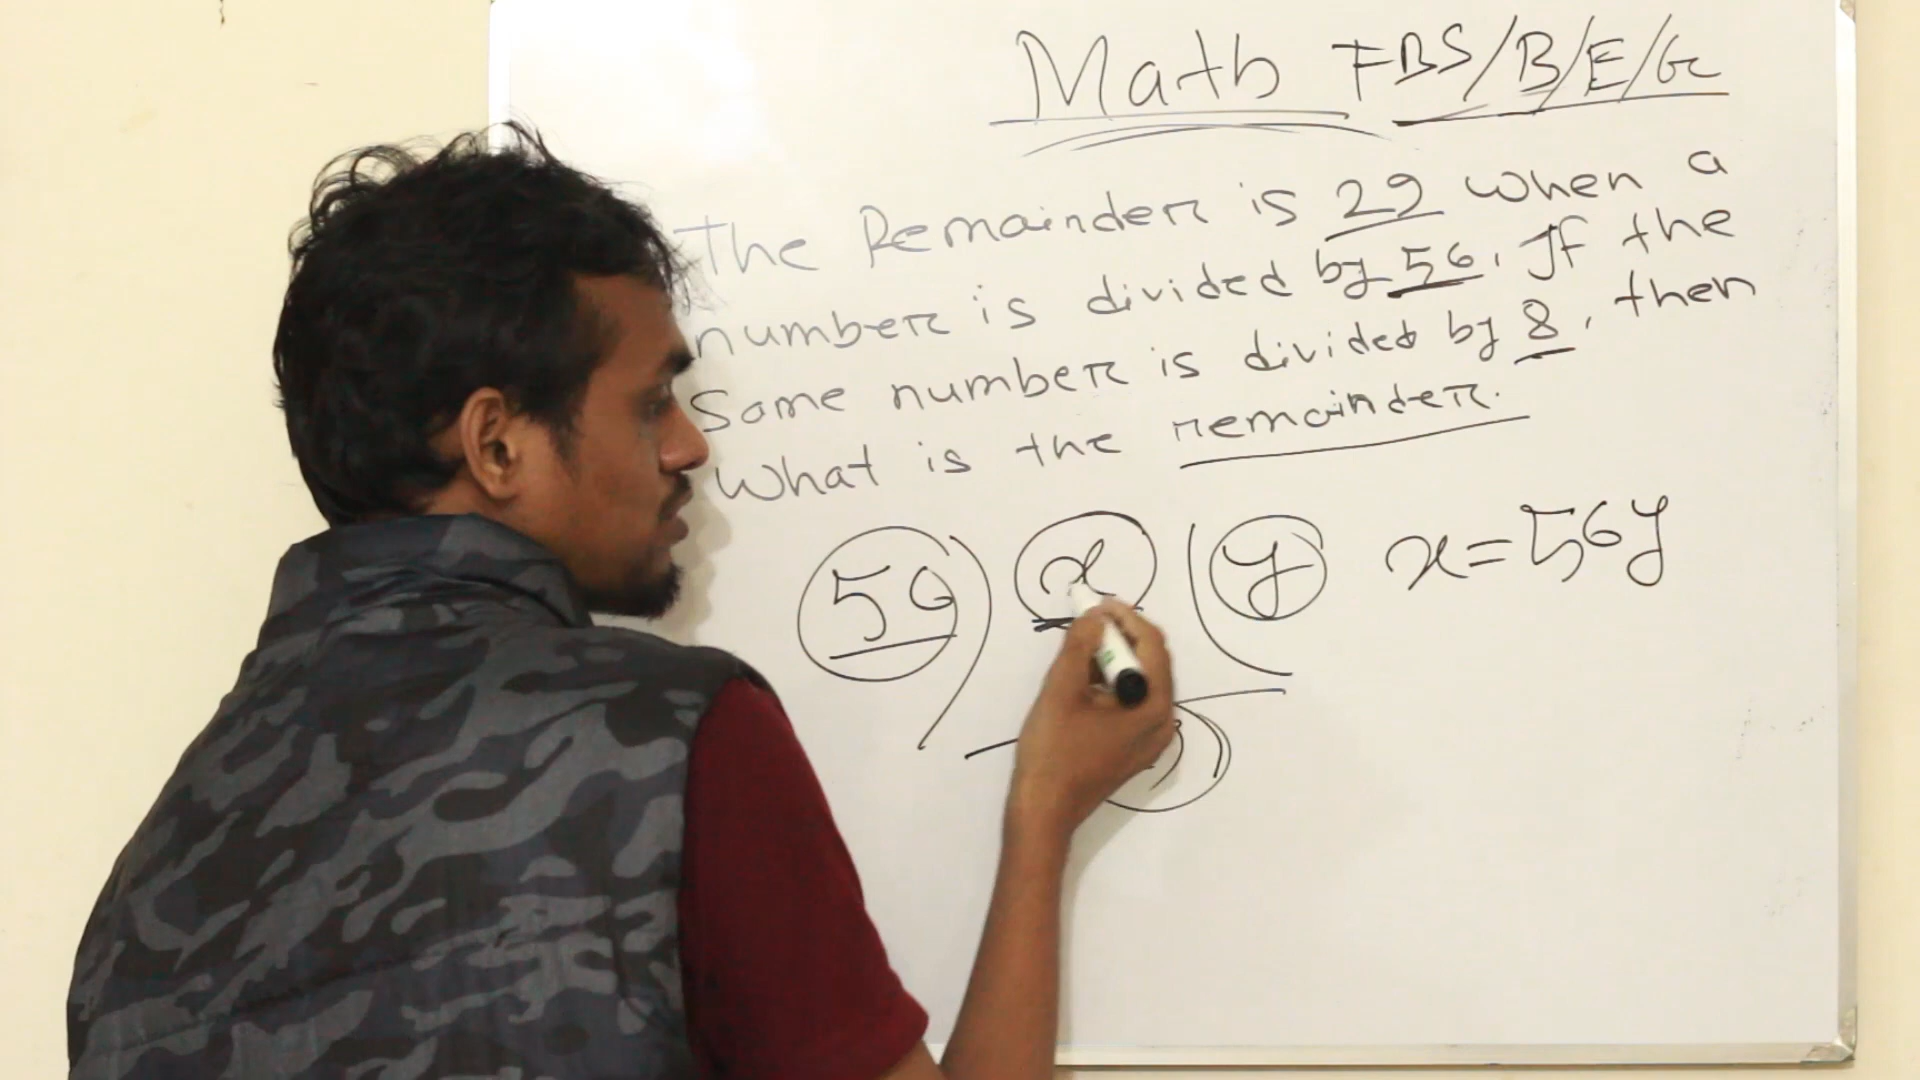 Math FBS/B/E/G
The Remainder is 29 when a
number is divided by 56. If the
Same number is divided by 8, then
What is the remainder.
56) x (y x=56y